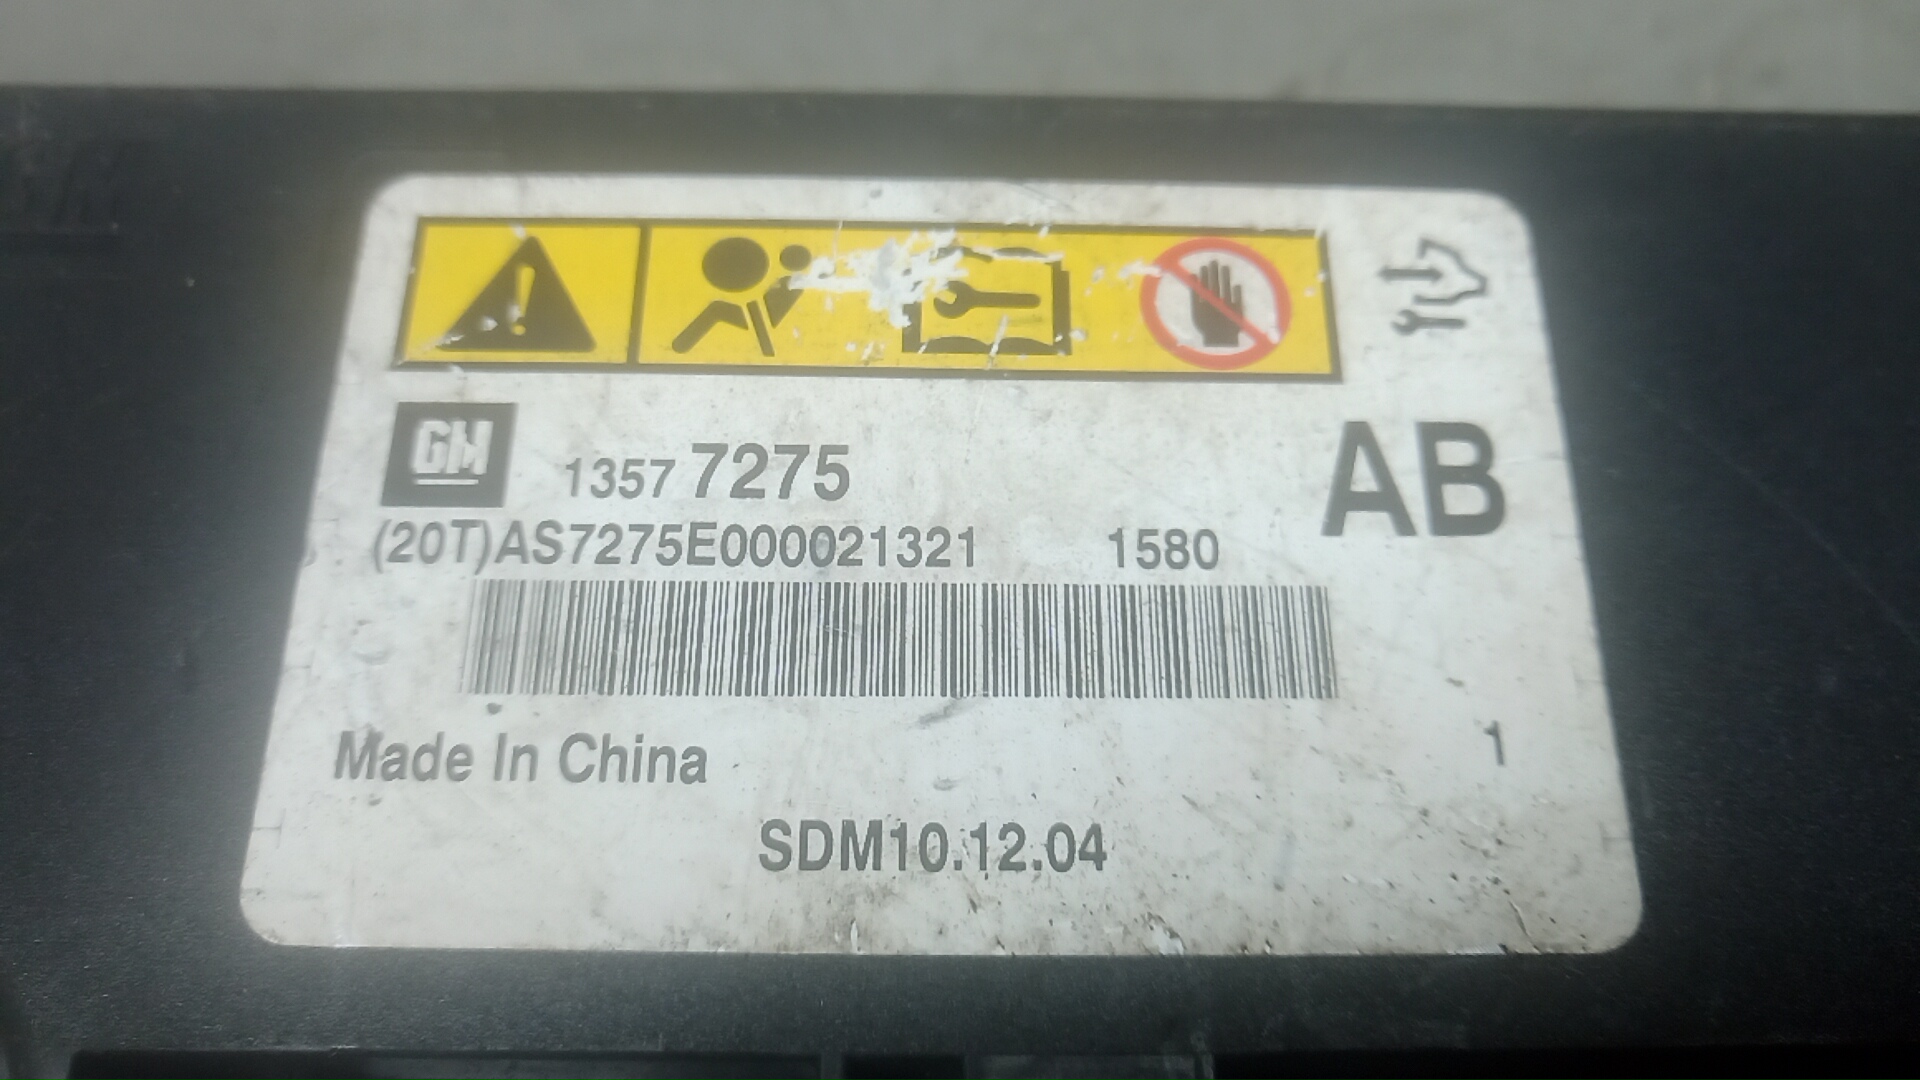 GM
1357 7275
AB
(20T)AS7275E000021321 1580
Made In China
1
SDM10.12.04